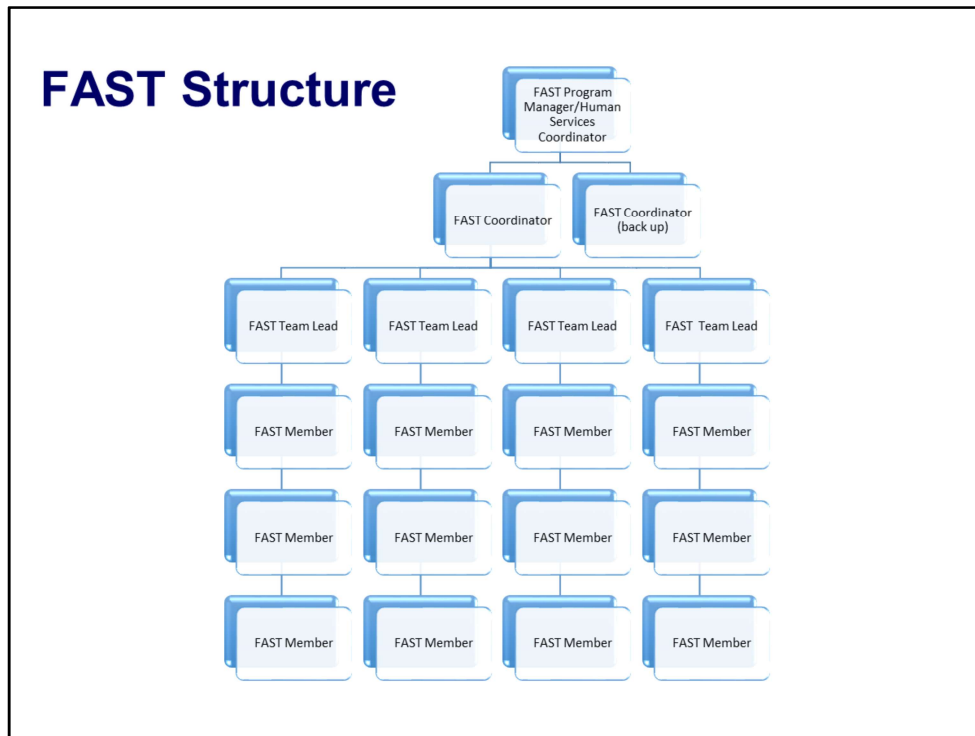 FAST Structure
FAST Program
Manager/Human
Services
Coordinator
FAST Coordinator
FAST Coordinator
(back up)
FAST Team Lead
FAST Team Lead
FAST Team Lead
FAST Team Lead
FAST Member
FAST Member
FAST Member
FAST Member
FAST Member
FAST Member
FAST Member
FAST Member
FAST Member
FAST Member
FAST Member
FAST Member